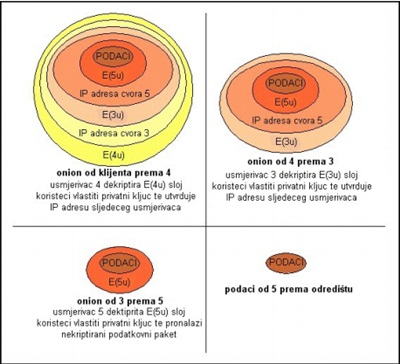 PODACI
E(5u)
IP adresa cvora 5
E(3u)
IP adresa cvora 3
E(4u)
onion od klijenta prema 4
usmjerivac 4 dekriptira E(4u) sloj
koristeci vlastiti privatni kljuc te utvrduje
IP adresu sljedeceg usmjerivaca
PODACI
E(5u)
IP adresa cvora 5
E(3u)
onion od 4 prema 3
usmjerivac 3 dekriptira E(3u) sloj
koristeci vlastiti privatni kljuc te utvrduje
IP adresu sljedeceg usmjerivaca
PODACI
E(5u)
onion od 3 prema 5
usmjerivac 5 dektiprita E(5u) sloj
koristeci vlastiti privatni kljuc te pronalazi
nekriptirani podatkovni paket
PODACI
podaci od 5 prema odredištu